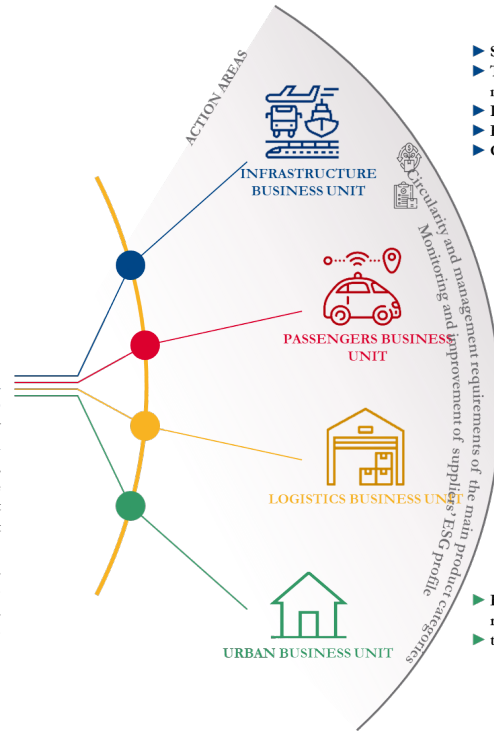 ACTION AREAS
INFRASTRUCTURE
BUSINESS UNIT
PASSENGERS BUSINESS
UNIT
LOGISTICS BUSINESS UNIT
URBAN BUSINESS UNIT
Circularity and management requirements of the main product categories
Monitoring and improvement of suppliers' ESG profile